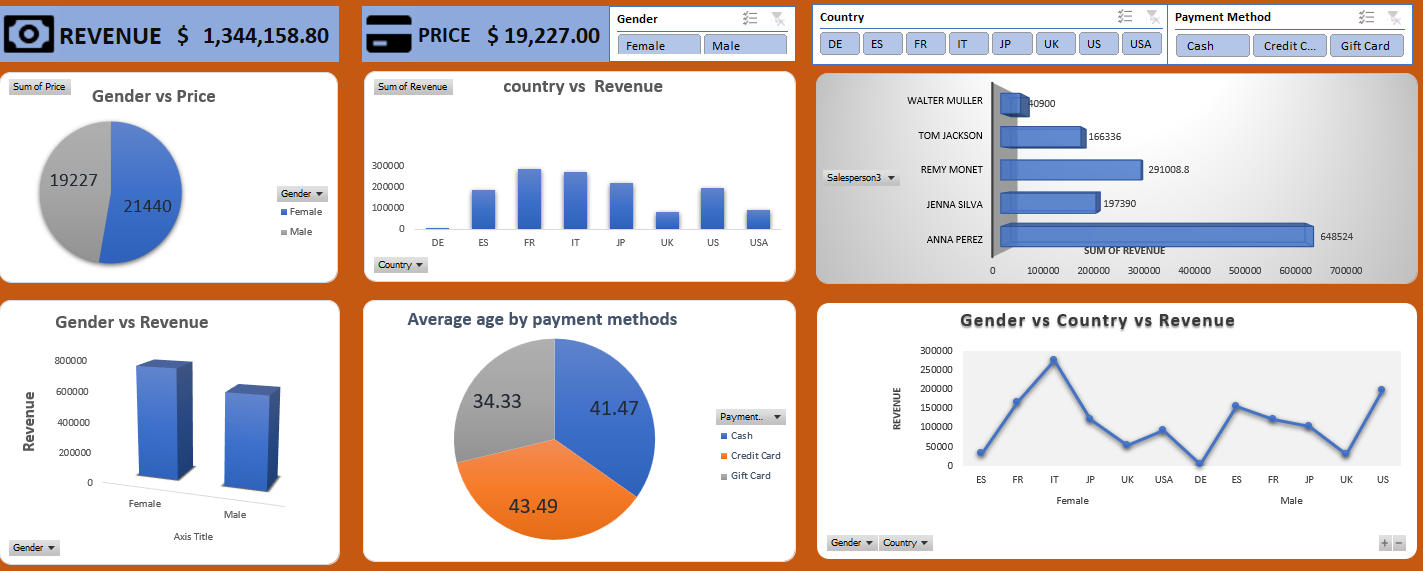 REVENUE $ 1,344,158.80
PRICE $ 19,227.00
Gender
Female Male
Country
DE ES FR IT JP UK US USA
Payment Method
Cash Credit C... Gift Card
Sum of Price
Gender vs Price
19227
21440
Gender
Female
Male
Sum of Revenue
country vs Revenue
300000
200000
100000
0
DE ES FR IT JP UK US USA
Country
Salesperson3
WALTER MULLER 40900
TOM JACKSON 166336
REMY MONET 291008.8
JENNA SILVA 197390
ANNA PEREZ 648524
SUM OF REVENUE
0 100000 200000 300000 400000 500000 600000 700000
Gender vs Revenue
Revenue
800000
600000
400000
200000
0
Female
Male
Axis Title
Gender
Average age by payment methods
34.33
41.47
43.49
Payment..
Cash
Credit Card
Gift Card
Gender vs Country vs Revenue
REVENUE
300000
250000
200000
150000
100000
50000
0
ES FR IT JP UK USA DE ES FR JP UK US
Female Male
Gender Country
+ −